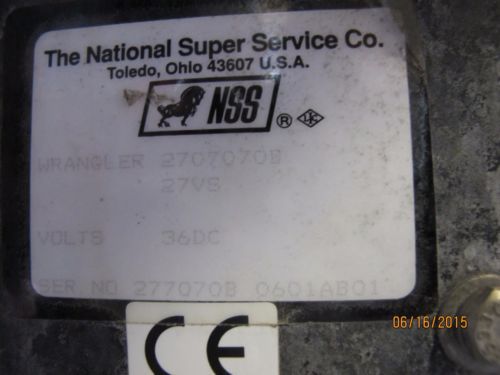 The National Super Service Co.
Toledo, Ohio 43607 U.S.A.
NSS ®
WRANGLER 2707070B
27VS
VOLTS 36DC
SER. NO. 277070B 0601AB01
CE
06/16/2015